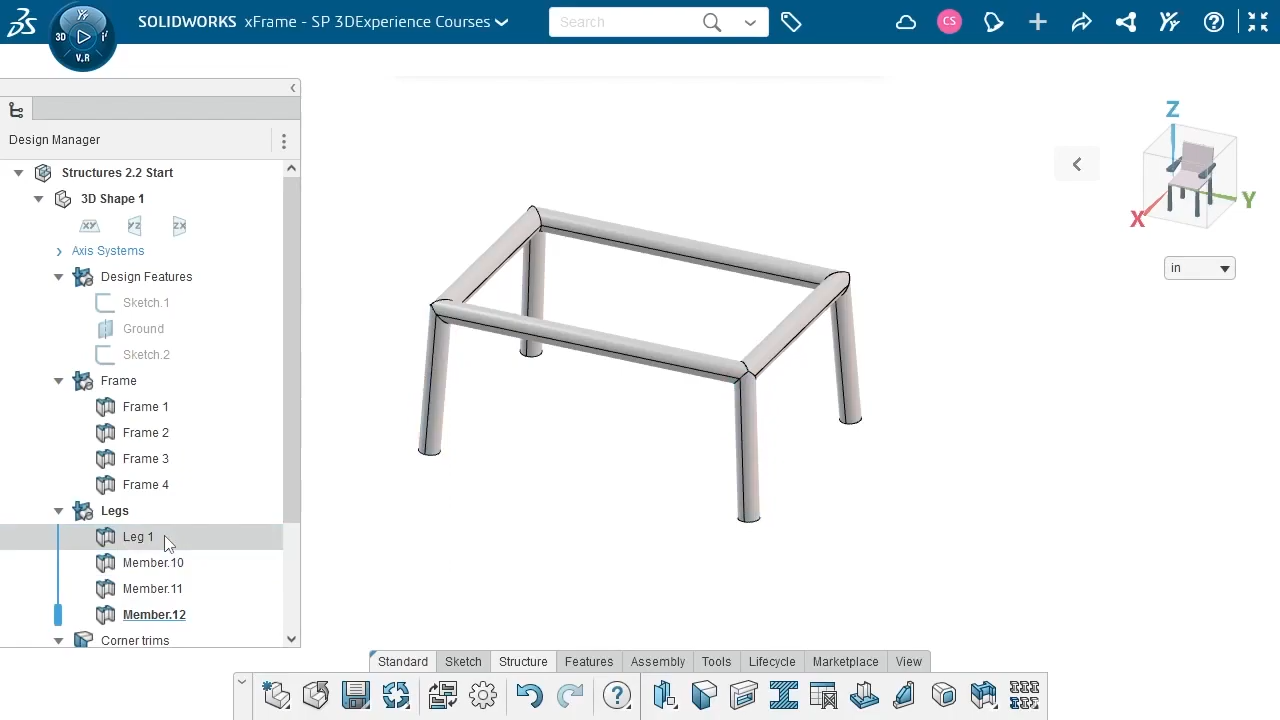 SOLIDWORKS xFrame - SP 3DExperience Courses
Search
CS
3D
V.R
Design Manager
Structures 2.2 Start
3D Shape 1
XY YZ ZX
Axis Systems
Design Features
Sketch.1
Ground
Sketch.2
Frame
Frame 1
Frame 2
Frame 3
Frame 4
Legs
Leg 1
Member.10
Member.11
Member.12
Corner trims
Z
Y
X
in
Standard Sketch Structure Features Assembly Tools Lifecycle Marketplace View